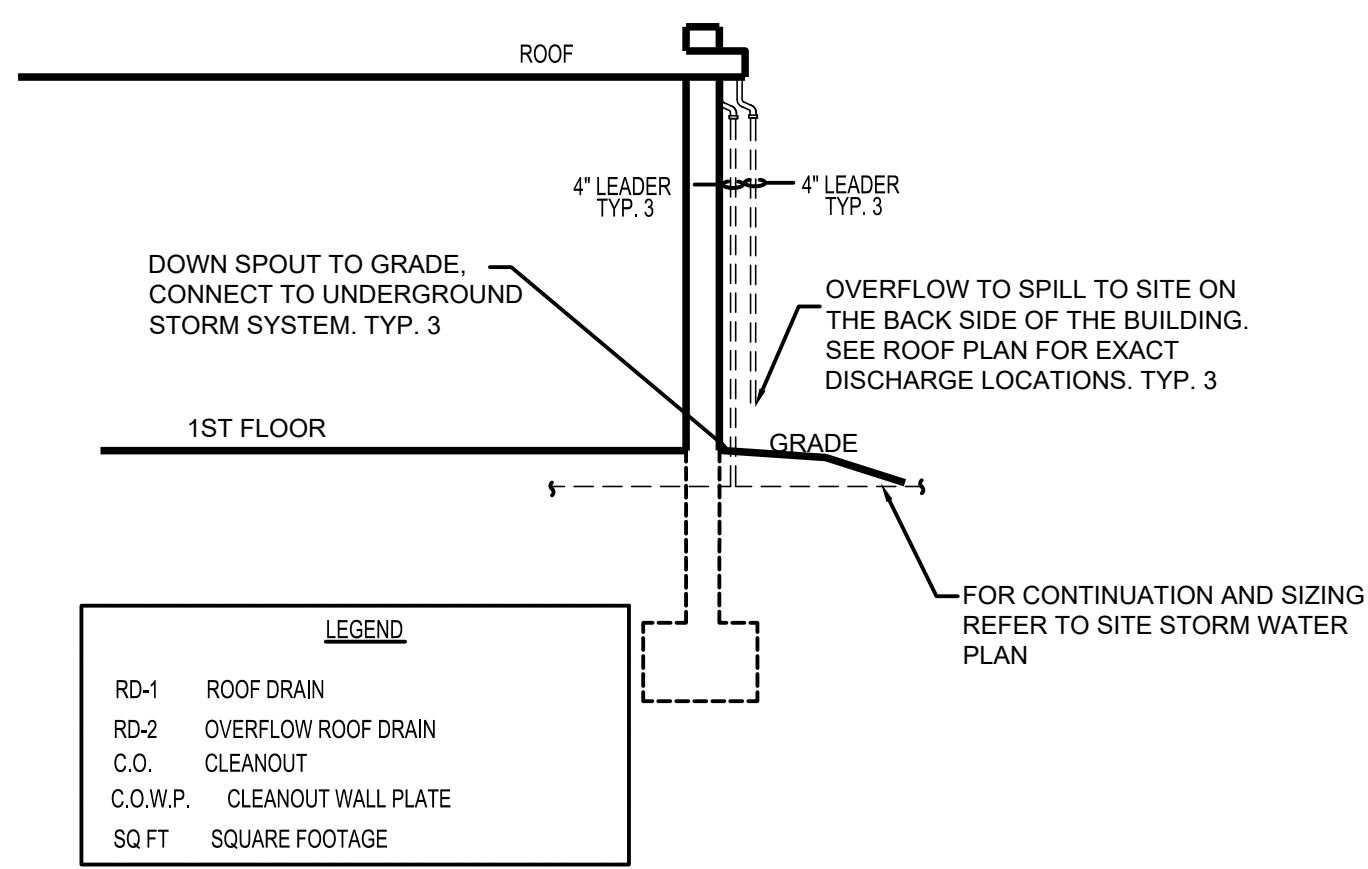 ROOF
4" LEADER
TYP. 3
4" LEADER
TYP. 3
DOWN SPOUT TO GRADE,
CONNECT TO UNDERGROUND
STORM SYSTEM. TYP. 3
OVERFLOW TO SPILL TO SITE ON
THE BACK SIDE OF THE BUILDING.
SEE ROOF PLAN FOR EXACT
DISCHARGE LOCATIONS. TYP. 3
1ST FLOOR
GRADE
FOR CONTINUATION AND SIZING
REFER TO SITE STORM WATER
PLAN
LEGEND
RD-1 ROOF DRAIN
RD-2 OVERFLOW ROOF DRAIN
C.O. CLEANOUT
C.O.W.P. CLEANOUT WALL PLATE
SQ FT SQUARE FOOTAGE